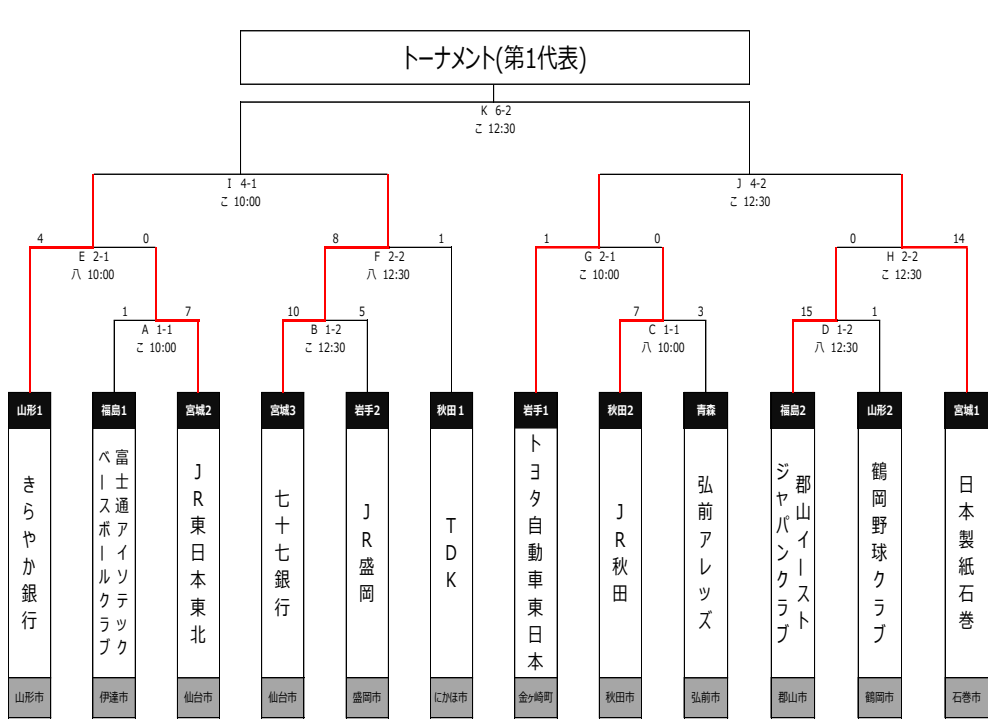 トーナメント(第1代表)
K 6-2
こ 12:30
I 4-1
こ 10:00
J 4-2
こ 12:30
4 0 8 1 1 0 0 14
E 2-1
八 10:00
F 2-2
八 12:30
G 2-1
こ 10:00
H 2-2
こ 12:30
1 7 10 5 7 3 15 1
A 1-1
こ 10:00
B 1-2
こ 12:30
C 1-1
八 10:00
D 1-2
八 12:30
山形1 福島1 宮城2 宮城3 岩手2 秋田1 岩手1 秋田2 青森 福島2 山形2 宮城1
きらやか銀行
富士通アイソテック
ベースボールクラブ
JR東日本東北
七十七銀行
JR盛岡
TDK
トヨタ自動車東日本
JR秋田
弘前アレッズ
郡山イースト
ジャパンクラブ
鶴岡野球クラブ
日本製紙石巻
山形市 伊達市 仙台市 仙台市 盛岡市 にかほ市 金ヶ崎町 秋田市 弘前市 郡山市 鶴岡市 石巻市